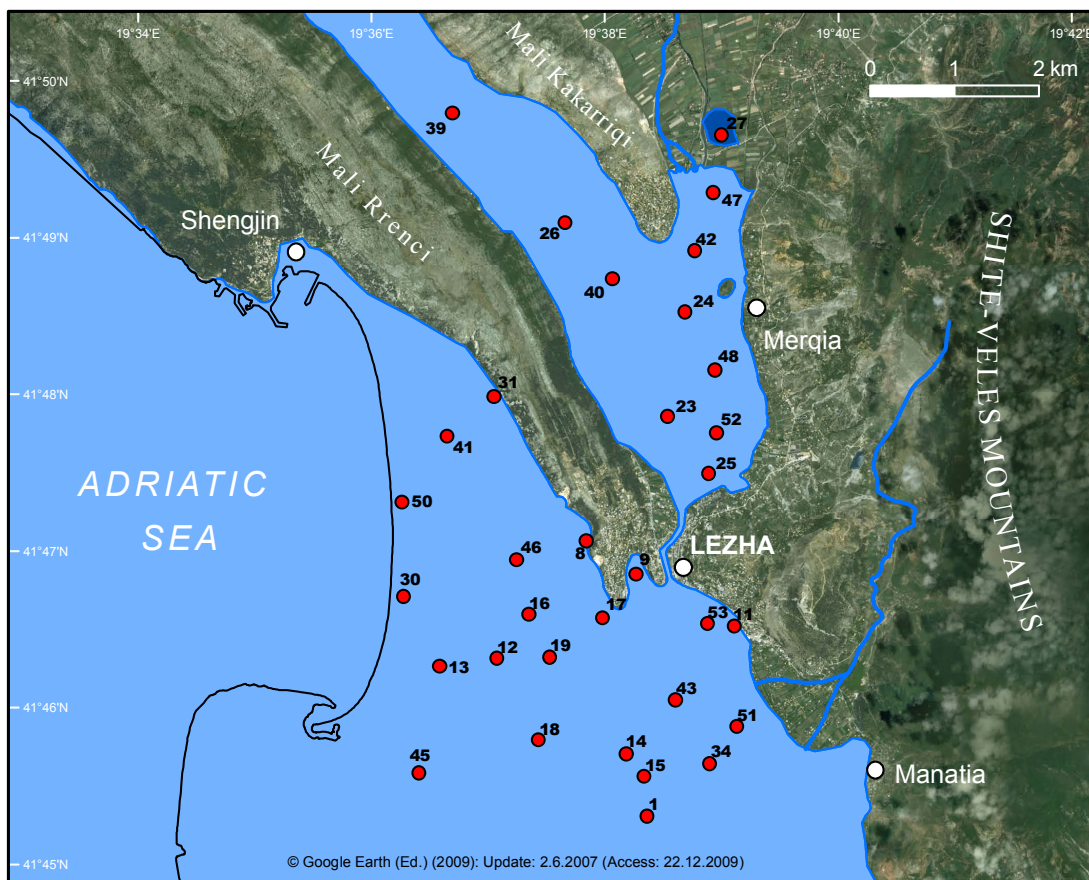 19°34'E
19°36'E
19°38'E
19°40'E
19°42'E
41°50'N
41°49'N
41°48'N
41°47'N
41°46'N
41°45'N
0 1 2 km
Mali Kakarriqi
Mali Rrenci
Shengjin
Merqia
SHITE-VELES MOUNTAINS
ADRIATIC
SEA
LEZHA
Manatia
39
27
47
26
42
40
24
48
31
23
52
41
25
50
46
8
9
30
16
17
53
11
12
19
13
43
51
18
14
34
45
15
1
© Google Earth (Ed.) (2009): Update: 2.6.2007 (Access: 22.12.2009)